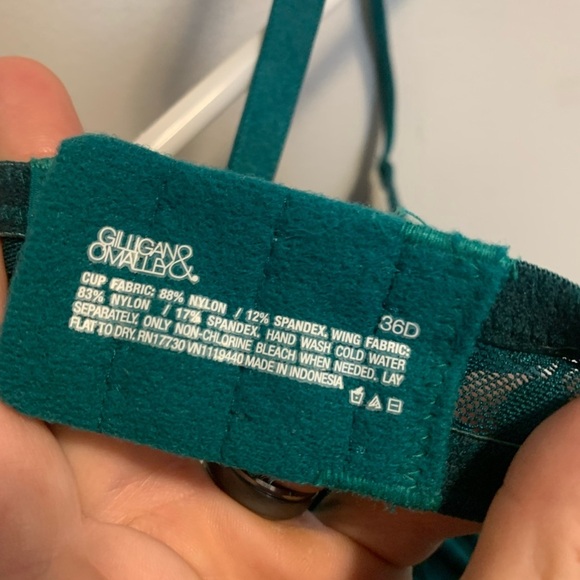 GILLIGAN &
O'MALLEY®
36D
CUP FABRIC: 88% NYLON / 12% SPANDEX, WING FABRIC:
83% NYLON / 17% SPANDEX. HAND WASH COLD WATER
SEPARATELY. ONLY NON-CHLORINE BLEACH WHEN NEEDED. LAY
FLAT TO DRY. RN17730 VN1119440 MADE IN INDONESIA